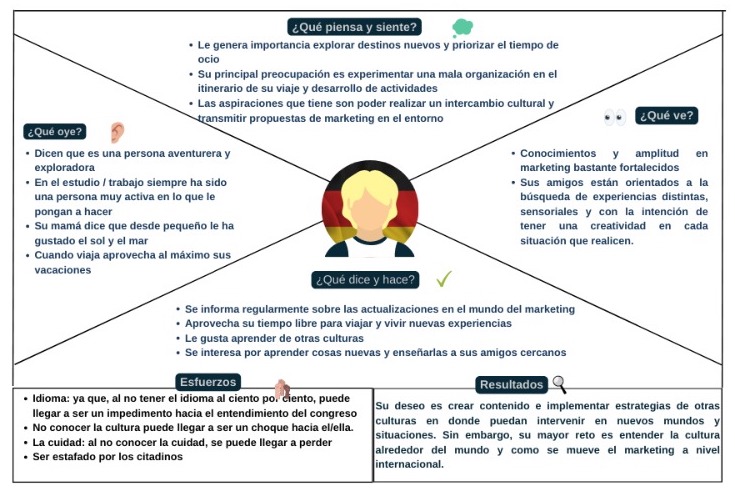 ¿Qué piensa y siente?
• Le genera importancia explorar destinos nuevos y priorizar el tiempo de
ocio
• Su principal preocupación es experimentar una mala organización en el
itinerario de su viaje y desarrollo de actividades
• Las aspiraciones que tiene son poder realizar un intercambio cultural y
transmitir propuestas de marketing en el entorno
¿Qué oye?
• Dicen que es una persona aventurera y
exploradora
• En el estudio / trabajo siempre ha sido
una persona muy activa en lo que le
pongan a hacer
• Su mamá dice que desde pequeño le ha
gustado el sol y el mar
• Cuando viaja aprovecha al máximo sus
vacaciones
¿Qué ve?
• Conocimientos y amplitud en
marketing bastante fortalecidos
• Sus amigos están orientados a la
búsqueda de experiencias distintas,
sensoriales y con la intención de
tener una creatividad en cada
situación que realicen.
¿Qué dice y hace?
• Se informa regularmente sobre las actualizaciones en el mundo del marketing
• Aprovecha su tiempo libre para viajar y vivir nuevas experiencias
• Le gusta aprender de otras culturas
• Se interesa por aprender cosas nuevas y enseñarlas a sus amigos cercanos
Esfuerzos
• Idioma: ya que, al no tener el idioma al ciento por ciento, puede
llegar a ser un impedimento hacia el entendimiento del congreso
• No conocer la cultura puede llegar a ser un choque hacia el/ella.
• La cuidad: al no conocer la cuidad, se puede llegar a perder
• Ser estafado por los citadinos
Resultados
Su deseo es crear contenido e implementar estrategias de otras
culturas en donde puedan intervenir en nuevos mundos y
situaciones. Sin embargo, su mayor reto es entender la cultura
alrededor del mundo y como se mueve el marketing a nivel
internacional.